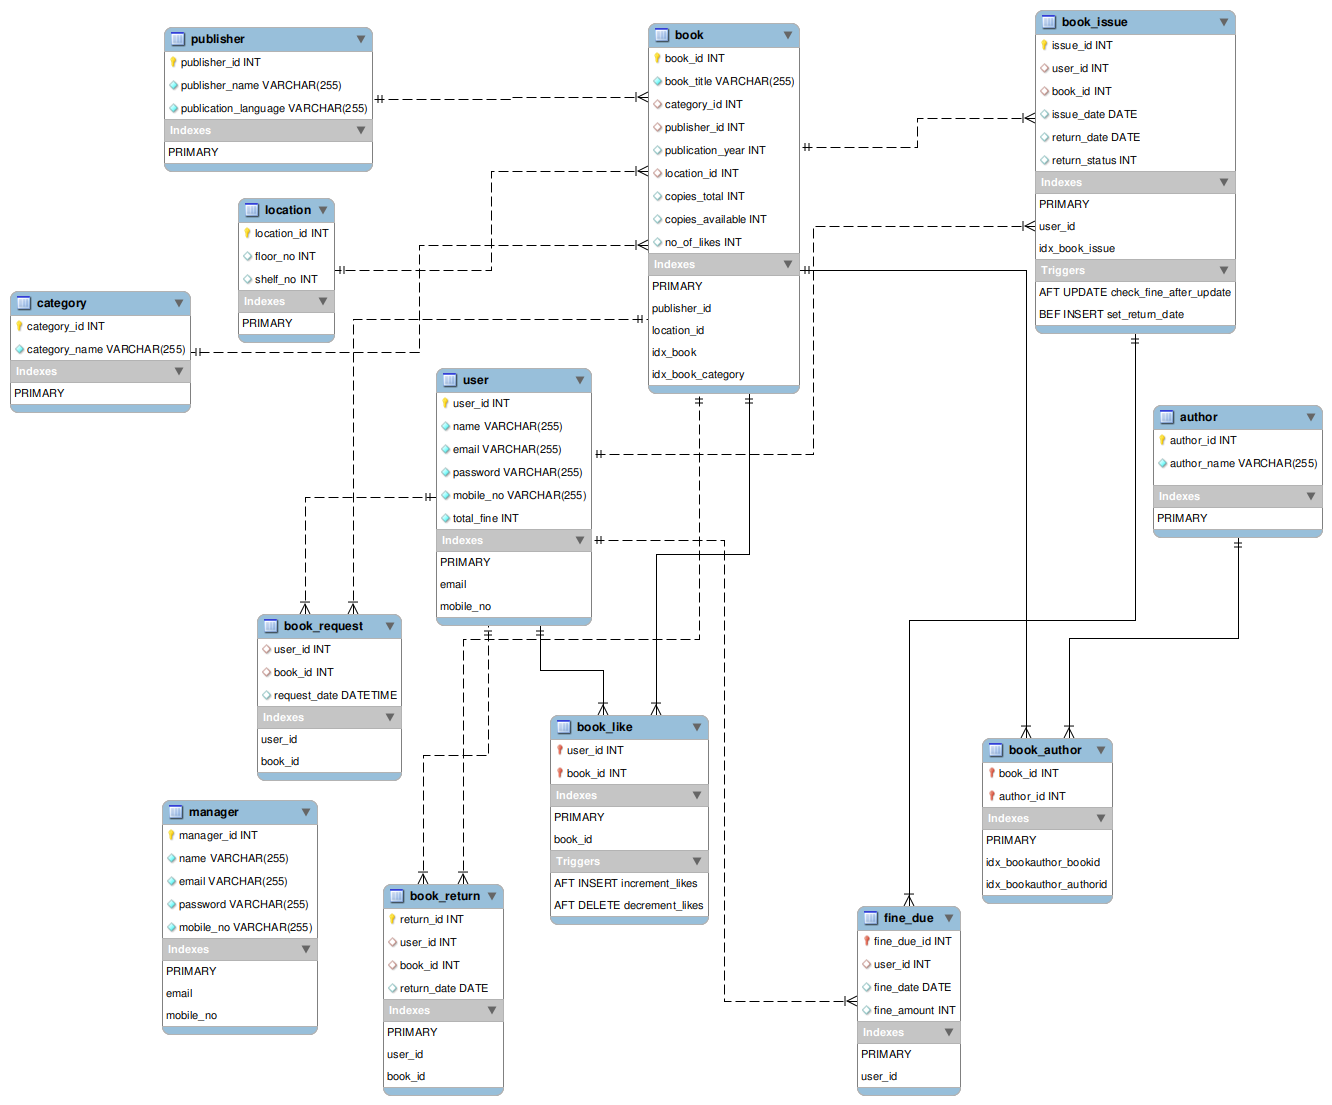 publisher
publisher_id INT
publisher_name VARCHAR(255)
publication_language VARCHAR(255)
Indexes
PRIMARY
book
book_id INT
book_title VARCHAR(255)
category_id INT
publisher_id INT
publication_year INT
location_id INT
copies_total INT
copies_available INT
no_of_likes INT
Indexes
PRIMARY
publisher_id
location_id
idx_book
idx_book_category
book_issue
issue_id INT
user_id INT
book_id INT
issue_date DATE
return_date DATE
return_status INT
Indexes
PRIMARY
user_id
idx_book_issue
Triggers
AFT UPDATE check_fine_after_update
BEF INSERT set_return_date
location
location_id INT
floor_no INT
shelf_no INT
Indexes
PRIMARY
category
category_id INT
category_name VARCHAR(255)
Indexes
PRIMARY
user
user_id INT
name VARCHAR(255)
email VARCHAR(255)
password VARCHAR(255)
mobile_no VARCHAR(255)
total_fine INT
Indexes
PRIMARY
email
mobile_no
author
author_id INT
author_name VARCHAR(255)
Indexes
PRIMARY
book_request
user_id INT
book_id INT
request_date DATETIME
Indexes
user_id
book_id
book_like
user_id INT
book_id INT
Indexes
PRIMARY
book_id
Triggers
AFT INSERT increment_likes
AFT DELETE decrement_likes
book_author
book_id INT
author_id INT
Indexes
PRIMARY
idx_bookauthor_bookid
idx_bookauthor_authorid
manager
manager_id INT
name VARCHAR(255)
email VARCHAR(255)
password VARCHAR(255)
mobile_no VARCHAR(255)
Indexes
PRIMARY
email
mobile_no
book_return
return_id INT
user_id INT
book_id INT
return_date DATE
Indexes
PRIMARY
user_id
book_id
fine_due
fine_due_id INT
user_id INT
fine_date DATE
fine_amount INT
Indexes
PRIMARY
user_id